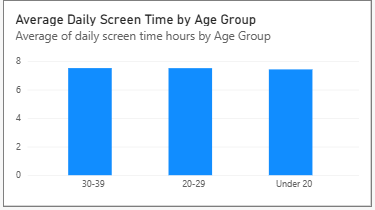 Average Daily Screen Time by Age Group
Average of daily screen time hours by Age Group
8
6
4
2
0
30-39 20-29 Under 20